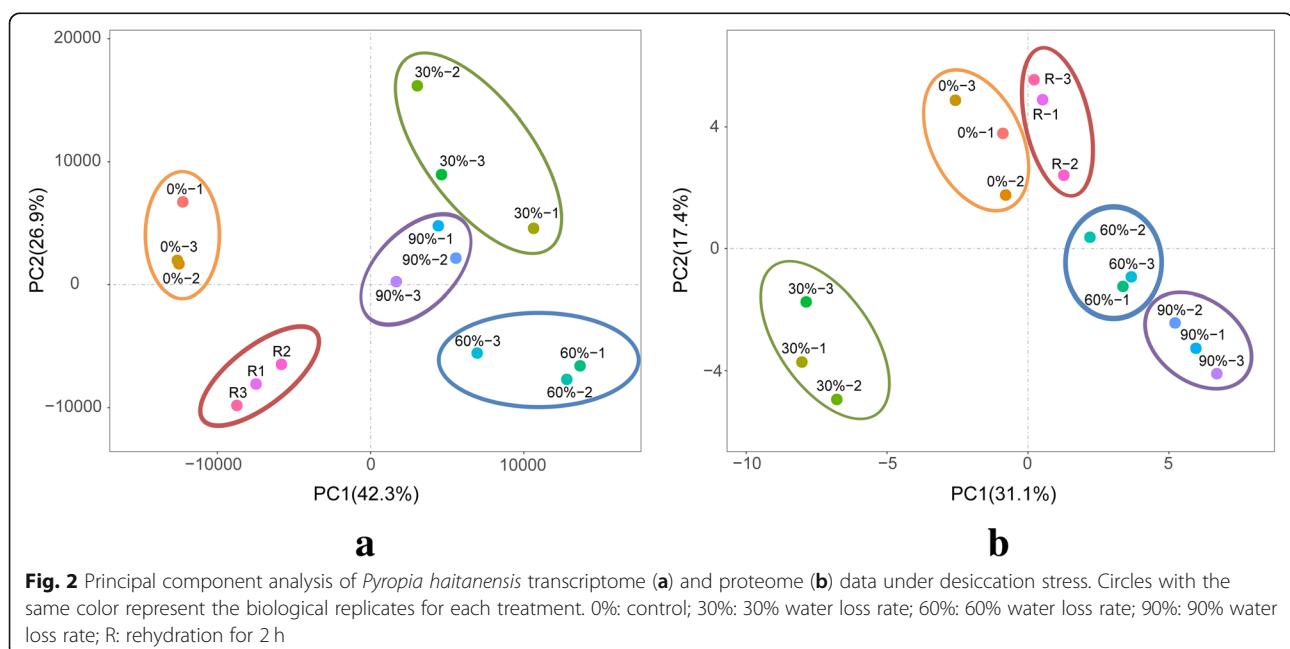 20000
10000
0
−10000
PC2(26.9%)
30%−2
30%−3
30%−1
0%−1
0%−3
0%−2
90%−1
90%−2
90%−3
60%−3
60%−1
60%−2
R2
R1
R3
−10000
0
10000
PC1(42.3%)
a
4
0
−4
PC2(17.4%)
0%−3
0%−1
0%−2
R−3
R−1
R−2
60%−2
60%−3
60%−1
30%−3
30%−1
30%−2
90%−2
90%−1
90%−3
−10
−5
0
5
PC1(31.1%)
b
Fig. 2 Principal component analysis of Pyropia haitanensis transcriptome (a) and proteome (b) data under desiccation stress. Circles with the
same color represent the biological replicates for each treatment. 0%: control; 30%: 30% water loss rate; 60%: 60% water loss rate; 90%: 90% water
loss rate; R: rehydration for 2 h